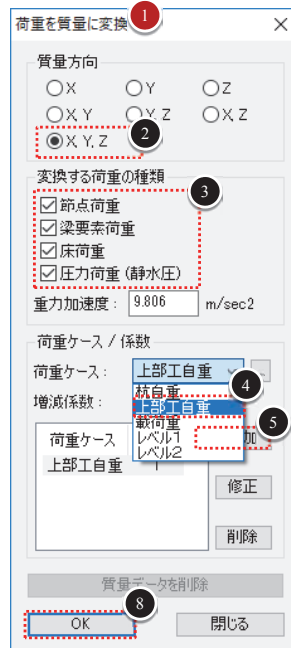 荷重を質量に変換 1
質量方向
X Y Z
X, Y Y, Z X, Z
2
X, Y, Z
変換する荷重の種類
3
節点荷重
梁要素荷重
床荷重
圧力荷重 (静水圧)
重力加速度 : 9.806 m/sec2
荷重ケース / 係数
荷重ケース : 上部工自重 ...
4
増減係数 :
杭自重
上部工自重
載荷重
レベル1
レベル2
5
加
荷重ケース
上部工自重 1
修正
削除
質量データを削除
8
OK 閉じる